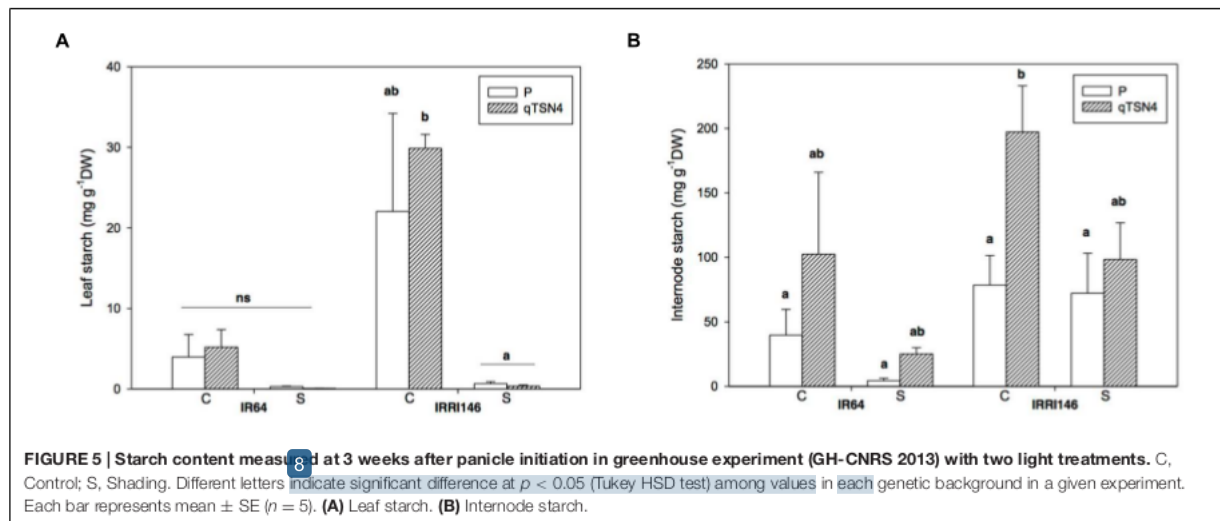 A
B
40
30
20
10
0
Leaf starch (mg g⁻¹DW)
P
qTSN4
ab
b
ns
a
C
S
C
S
IR64
IRRI146
250
200
150
100
50
0
Internode starch (mg g⁻¹DW)
P
qTSN4
b
ab
ab
a
a
a
ab
a
ab
C
S
C
S
IR64
IRRI146
FIGURE 5 | Starch content measured at 3 weeks after panicle initiation in greenhouse experiment (GH-CNRS 2013) with two light treatments. C,
8
Control; S, Shading. Different letters indicate significant difference at p < 0.05 (Tukey HSD test) among values in each genetic background in a given experiment.
Each bar represents mean ± SE (n = 5). (A) Leaf starch. (B) Internode starch.